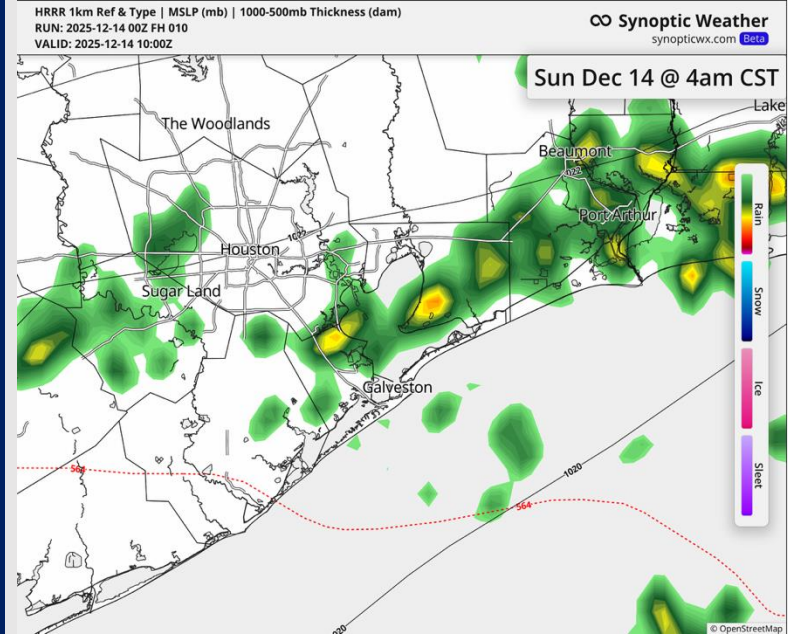 HRRR 1km Ref & Type | MSLP (mb) | 1000-500mb Thickness (dam)
RUN: 2025-12-14 00Z FH 010
VALID: 2025-12-14 10:00Z
Synoptic Weather
synopticwx.com Beta
Sun Dec 14 @ 4am CST
Lake
The Woodlands
Beaumont
1022
Port Arthur
Rain
1022
Houston
Sugar Land
Snow
Galveston
Ice
564
1020
Sleet
564
1020
© OpenStreetMap